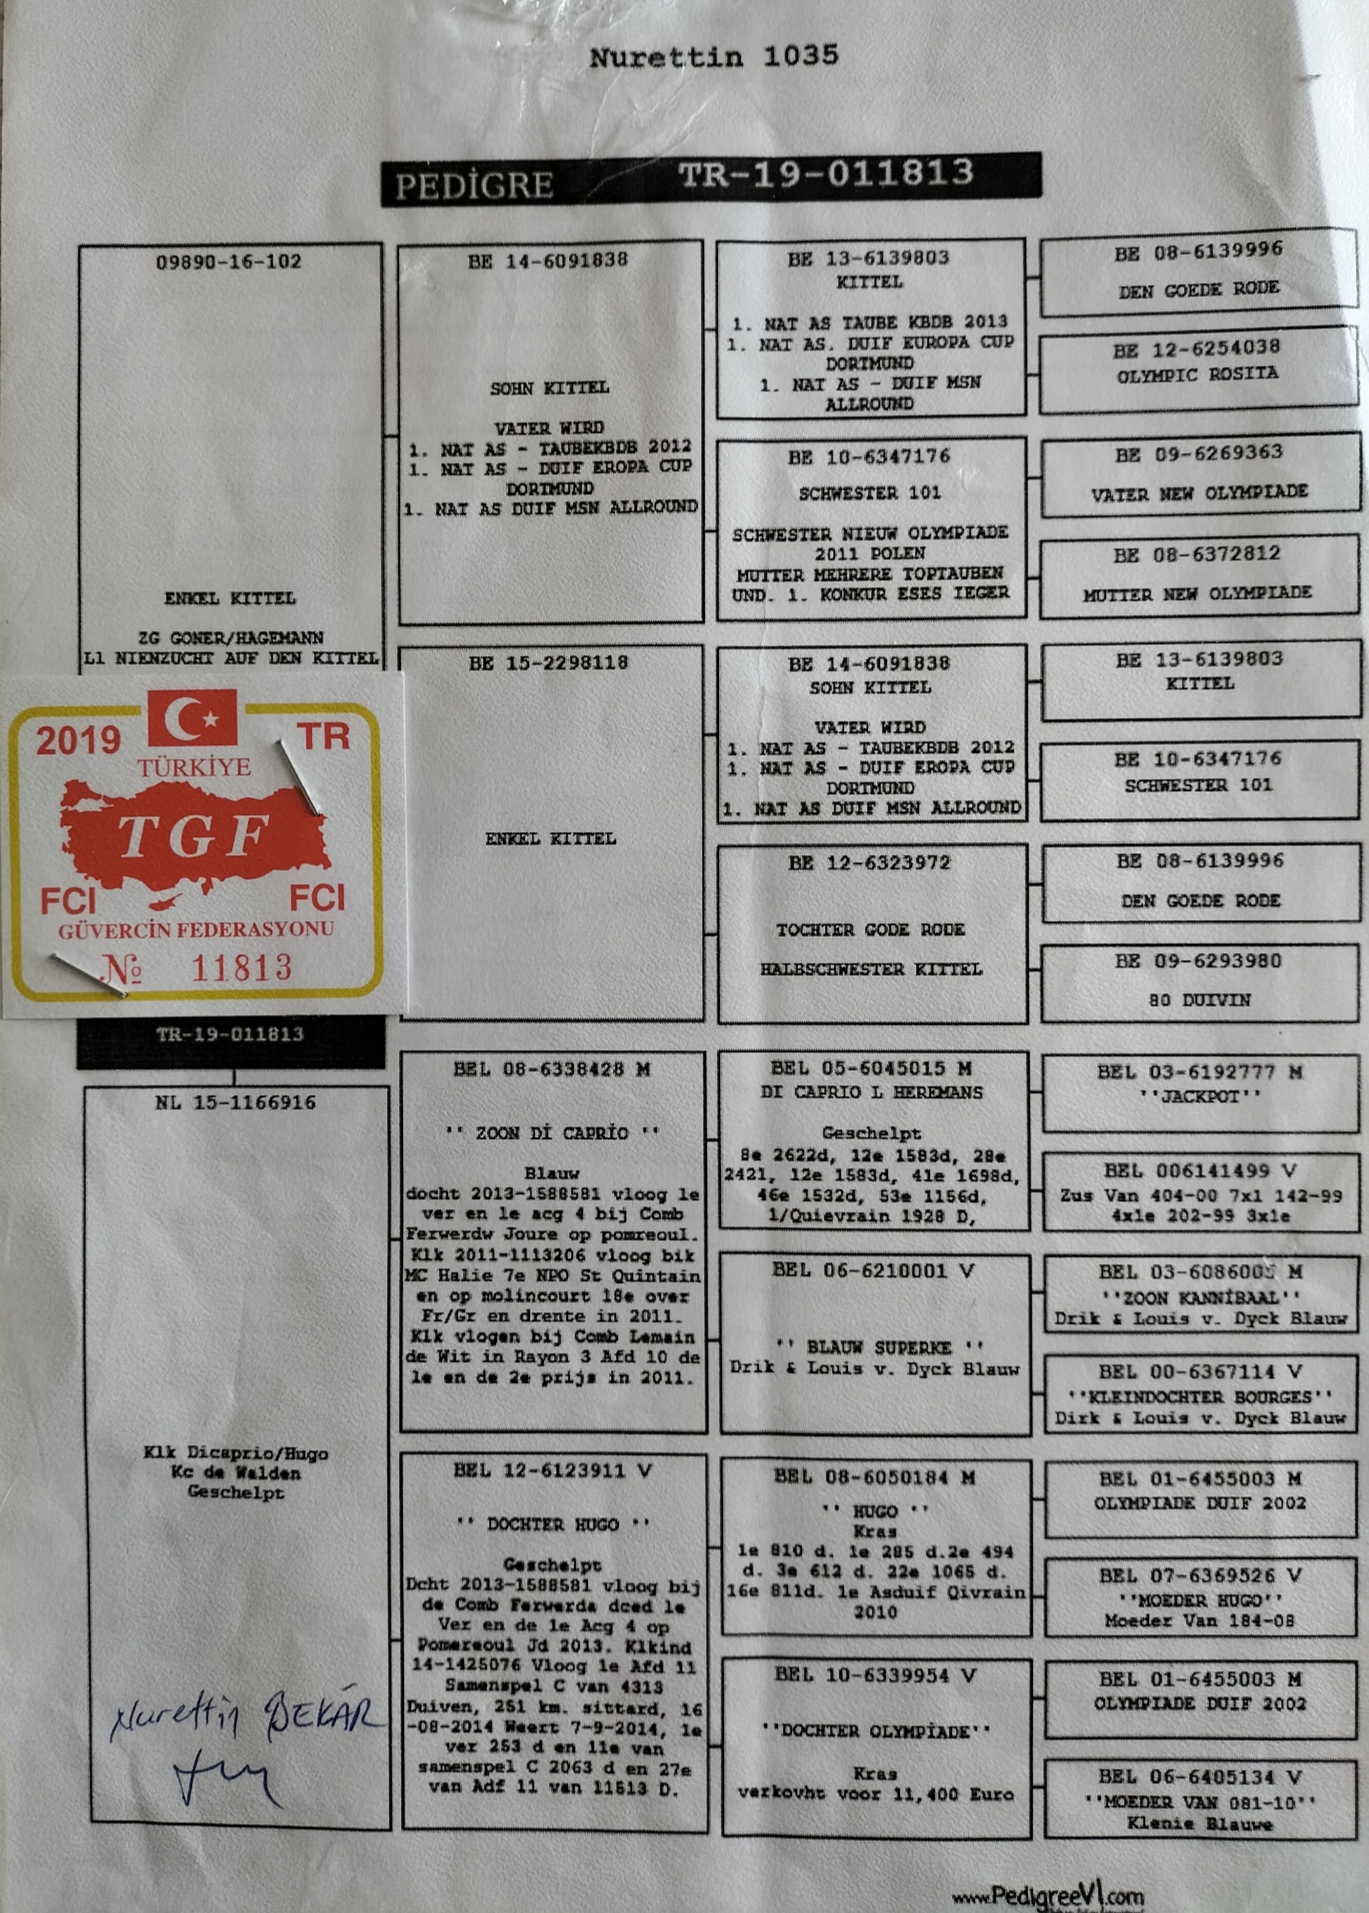 Nurettin 1035
PEDİGRE TR-19-011813
09890-16-102
ENKEL KITTEL
ZG GONER/HAGEMANN
L1 NIENZUCHT AUF DEN KITTEL
2019 TR
TÜRKİYE
TGF
FCI FCI
GÜVERCİN FEDERASYONU
№ 11813
TR-19-011813
NL 15-1166916
Klk Dicaprio/Hugo
Kc de Walden
Geschelpt
Nurettin BEKÂR
BE 14-6091838
SOHN KITTEL
VATER WIRD
1. NAT AS - TAUBEKBDB 2012
1. NAT AS - DUIF EROPA CUP
DORTMUND
1. NAT AS DUIF MSN ALLROUND
BE 15-2298118
ENKEL KITTEL
BEL 08-6338428 M
'' ZOON Dİ CAPRİO ''
Blauw
docht 2013-1588581 vloog 1e
ver en 1e acg 4 bij Comb
Ferwerdw Joure op pomreoul.
Klk 2011-1113206 vloog bik
MC Halie 7e NPO St Quintain
en op molincourt 18e over
Fr/Gr en drente in 2011.
Klk vlogen bij Comb Lemain
de Wit in Rayon 3 Afd 10 de
1e en de 2e prijs in 2011.
BEL 12-6123911 V
'' DOCHTER HUGO ''
Geschelpt
Dcht 2013-1588581 vloog bij
de Comb Ferwerda dced 1e
Ver en de 1e Acg 4 op
Pomereoul Jd 2013. Klkind
14-1425076 Vloog 1e Afd 11
Samenspel C van 4313
Duiven, 251 km. sittard, 16
-08-2014 Weert 7-9-2014, 1e
ver 253 d en 11e van
samenspel C 2063 d en 27e
van Adf 11 van 11513 D.
BE 13-6139803
KITTEL
1. NAT AS TAUBE KBDB 2013
1. NAT AS. DUIF EUROPA CUP
DORTMUND
1. NAT AS - DUIF MSN
ALLROUND
BE 10-6347176
SCHWESTER 101
SCHWESTER NIEUW OLYMPIADE
2011 POLEN
MUTTER MEHRERE TOPTAUBEN
UND. 1. KONKUR ESES IEGER
BE 14-6091838
SOHN KITTEL
VATER WIRD
1. NAT AS - TAUBEKBDB 2012
1. NAT AS - DUIF EROPA CUP
DORTMUND
1. NAT AS DUIF MSN ALLROUND
BE 12-6323972
TOCHTER GODE RODE
HALBSCHWESTER KITTEL
BEL 05-6045015 M
DI CAPRIO L HEREMANS
Geschelpt
8e 2622d, 12e 1583d, 28e
2421, 12e 1583d, 41e 1698d,
46e 1532d, 53e 1156d,
1/Quievrain 1928 D,
BEL 06-6210001 V
'' BLAUW SUPERKE ''
Drik & Louis v. Dyck Blauw
BEL 08-6050184 M
'' HUGO ''
Kras
1e 810 d. 1e 285 d.2e 494
d. 3e 612 d. 22e 1065 d.
16e 811d. 1e Asduif Qivrain
2010
BEL 10-6339954 V
''DOCHTER OLYMPİADE''
Kras
verkovht voor 11,400 Euro
BE 08-6139996
DEN GOEDE RODE
BE 12-6254038
OLYMPIC ROSITA
BE 09-6269363
VATER NEW OLYMPIADE
BE 08-6372812
MUTTER NEW OLYMPIADE
BE 13-6139803
KITTEL
BE 10-6347176
SCHWESTER 101
BE 08-6139996
DEN GOEDE RODE
BE 09-6293980
80 DUIVIN
BEL 03-6192777 M
''JACKPOT''
BEL 006141499 V
Zus Van 404-00 7x1 142-99
4x1e 202-99 3x1e
BEL 03-6086005 M
''ZOON KANNİBAAL''
Drik & Louis v. Dyck Blauw
BEL 00-6367114 V
''KLEINDOCHTER BOURGES''
Dirk & Louis v. Dyck Blauw
BEL 01-6455003 M
OLYMPIADE DUIF 2002
BEL 07-6369526 V
''MOEDER HUGO''
Moeder Van 184-08
BEL 01-6455003 M
OLYMPIADE DUIF 2002
BEL 06-6405134 V
''MOEDER VAN 081-10''
Klenie Blauwe
www.PedigreeVI.com